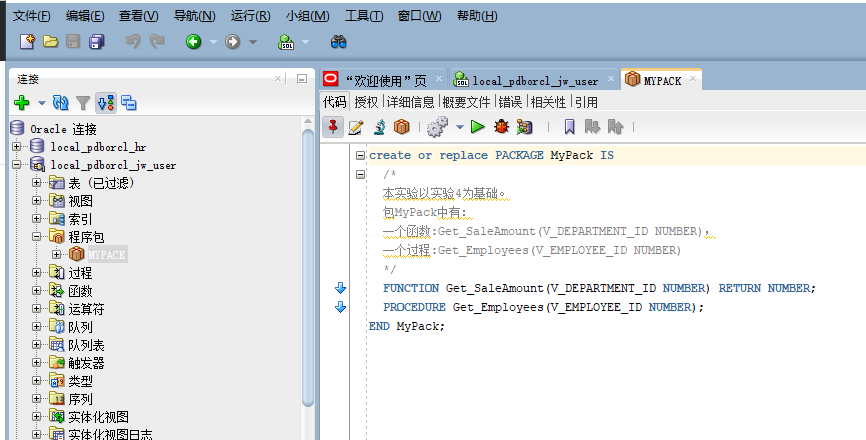 文件(F) 编辑(E) 查看(V) 导航(N) 运行(R) 小组(M) 工具(T) 窗口(W) 帮助(H)
SQL
连接
Oracle 连接
local_pdborcl_hr
local_pdborcl_jw_user
表 (已过滤)
视图
索引
程序包
MYPACK
过程
函数
运算符
队列
队列表
触发器
类型
序列
实体化视图
实体化视图日志
“欢迎使用”页 local_pdborcl_jw_user MYPACK
代码 授权 详细信息 概要文件 错误 相关性 引用
create or replace PACKAGE MyPack IS
/*
本实验以实验4为基础。
包MyPack中有:
一个函数:Get_SaleAmount(V_DEPARTMENT_ID NUMBER),
一个过程:Get_Employees(V_EMPLOYEE_ID NUMBER)
*/
FUNCTION Get_SaleAmount(V_DEPARTMENT_ID NUMBER) RETURN NUMBER;
PROCEDURE Get_Employees(V_EMPLOYEE_ID NUMBER);
END MyPack;